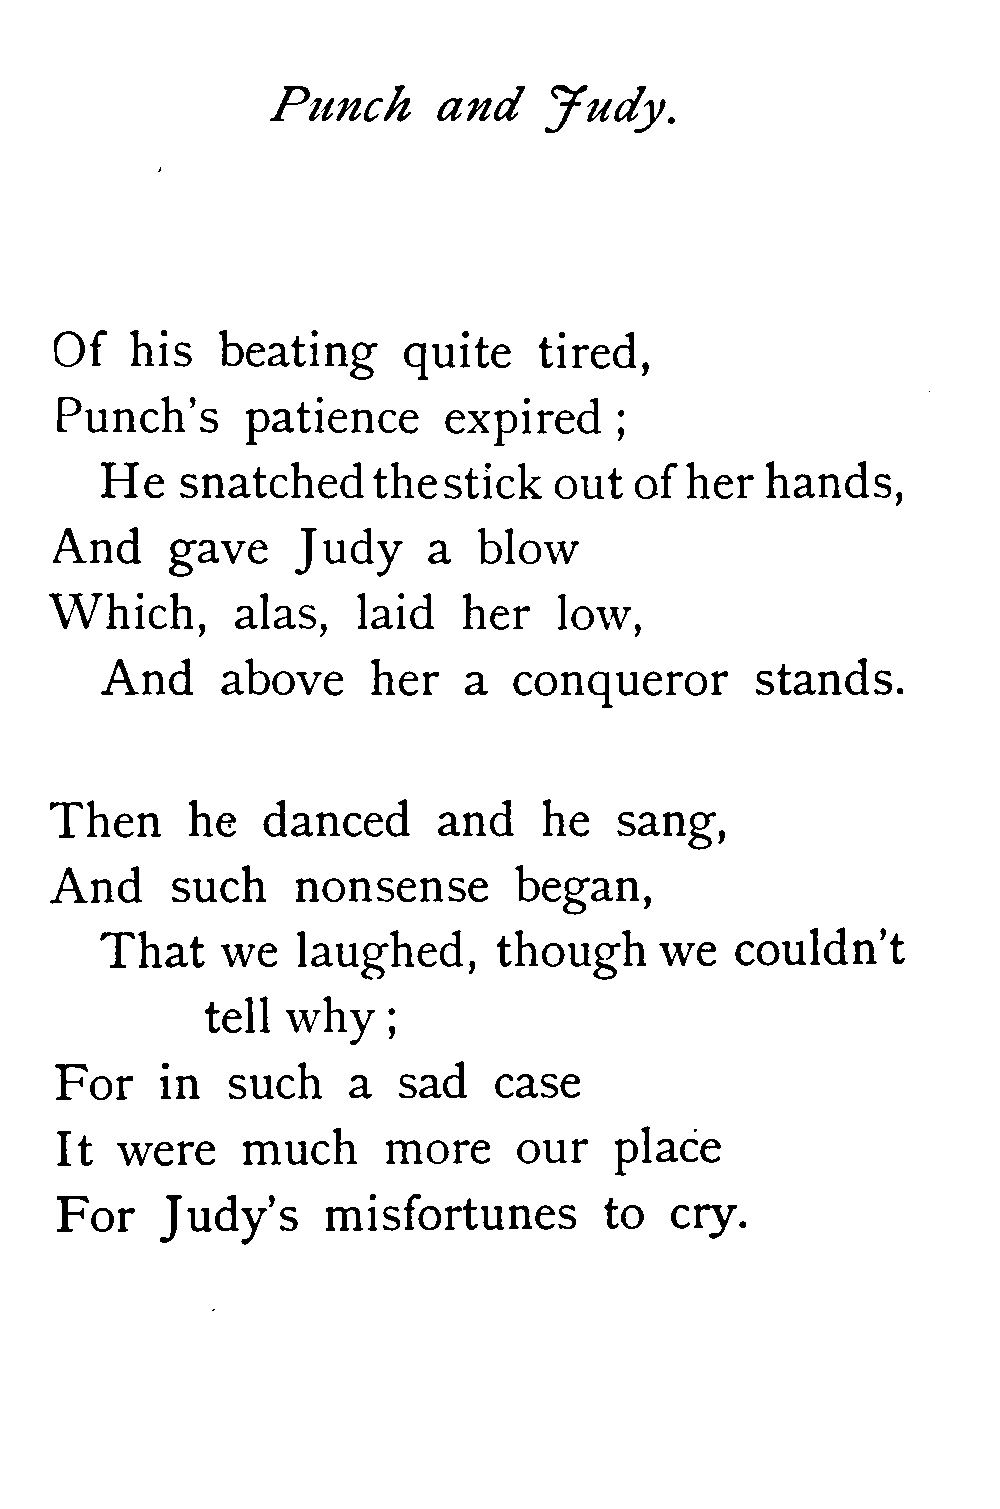 Punch and Judy.
Of his beating quite tired,
Punch's patience expired ;
He snatched the stick out of her hands,
And gave Judy a blow
Which, alas, laid her low,
And above her a conqueror stands.
Then he danced and he sang,
And such nonsense began,
That we laughed, though we couldn't
tell why ;
For in such a sad case
It were much more our place
For Judy's misfortunes to cry.